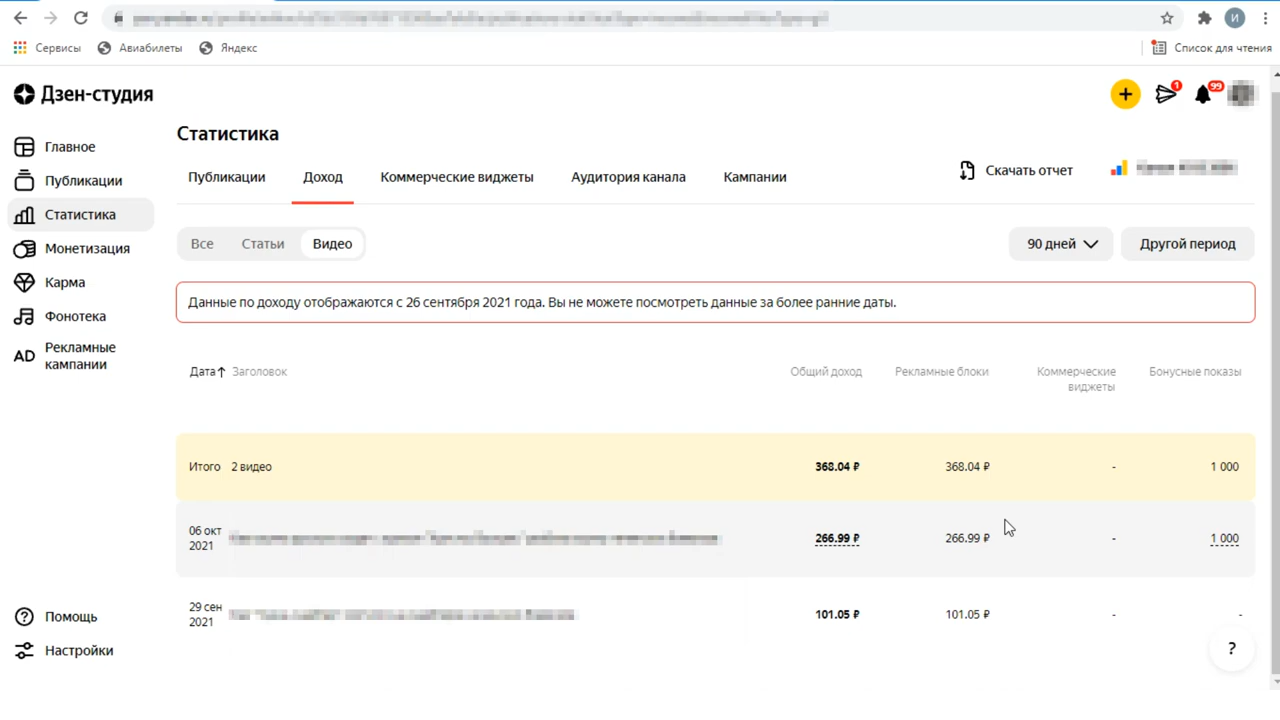 Сервисы Авиабилеты Яндекс Список для чтения
И
Дзен-студия
1 99
Главное
Публикации
Статистика
Монетизация
Карма
Фонотека
AD Рекламные кампании
Помощь
Настройки
Статистика
Публикации Доход Коммерческие виджеты Аудитория канала Кампании
Скачать отчет
Все Статьи Видео
90 дней Другой период
Данные по доходу отображаются с 26 сентября 2021 года. Вы не можете посмотреть данные за более ранние даты.
Дата↑ Заголовок Общий доход Рекламные блоки Коммерческие виджеты Бонусные показы
Итого 2 видео 368.04 ₽ 368.04 ₽ - 1 000
06 окт 2021 266.99 ₽ 266.99 ₽ - 1 000
29 сен 2021 101.05 ₽ 101.05 ₽ - -
?